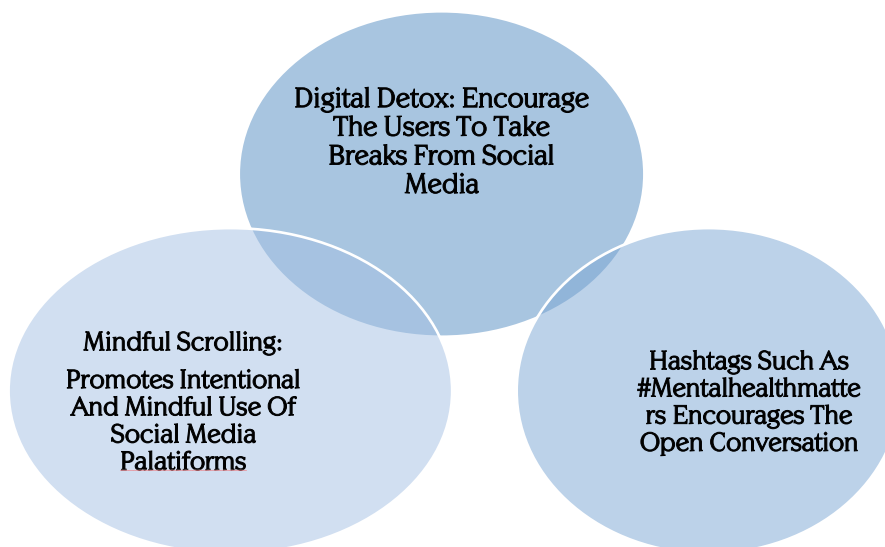 Digital Detox: Encourage
The Users To Take
Breaks From Social
Media
Mindful Scrolling:
Promotes Intentional
And Mindful Use Of
Social Media
Palatiforms
Hashtags Such As
#Mentalhealthmatte
rs Encourages The
Open Conversation